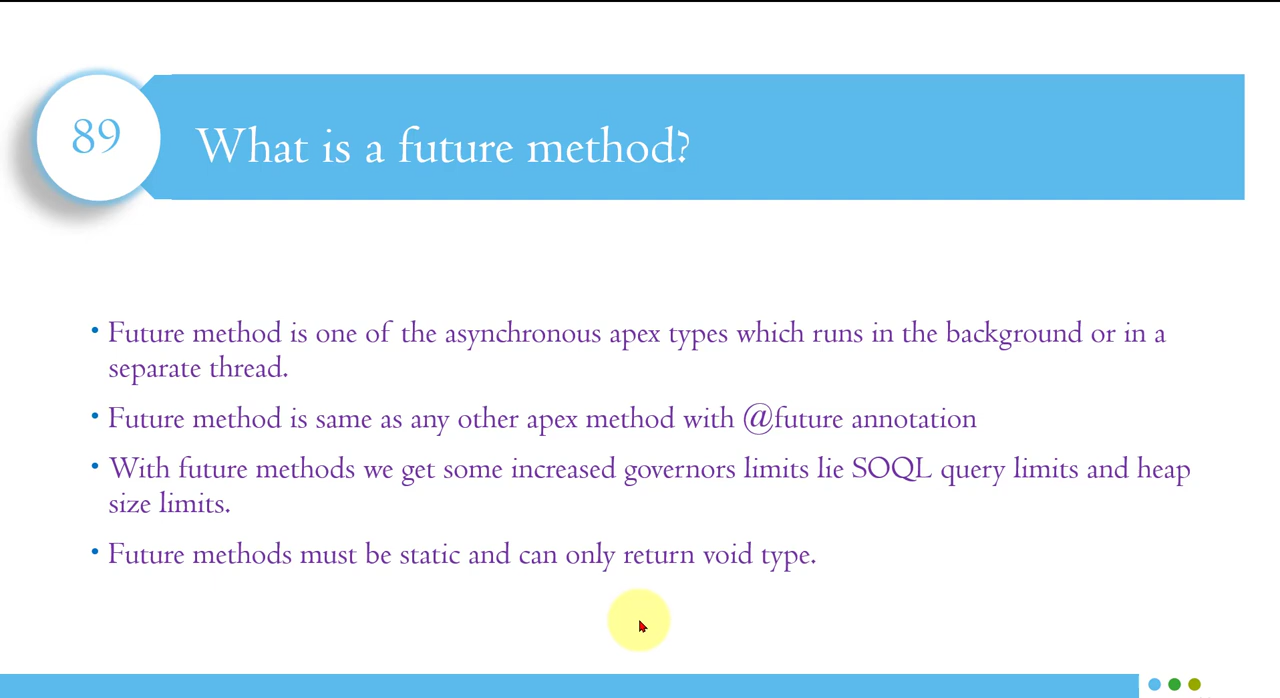 89
What is a future method?
• Future method is one of the asynchronous apex types which runs in the background or in a
separate thread.
• Future method is same as any other apex method with @future annotation
• With future methods we get some increased governors limits lie SOQL query limits and heap
size limits.
• Future methods must be static and can only return void type.